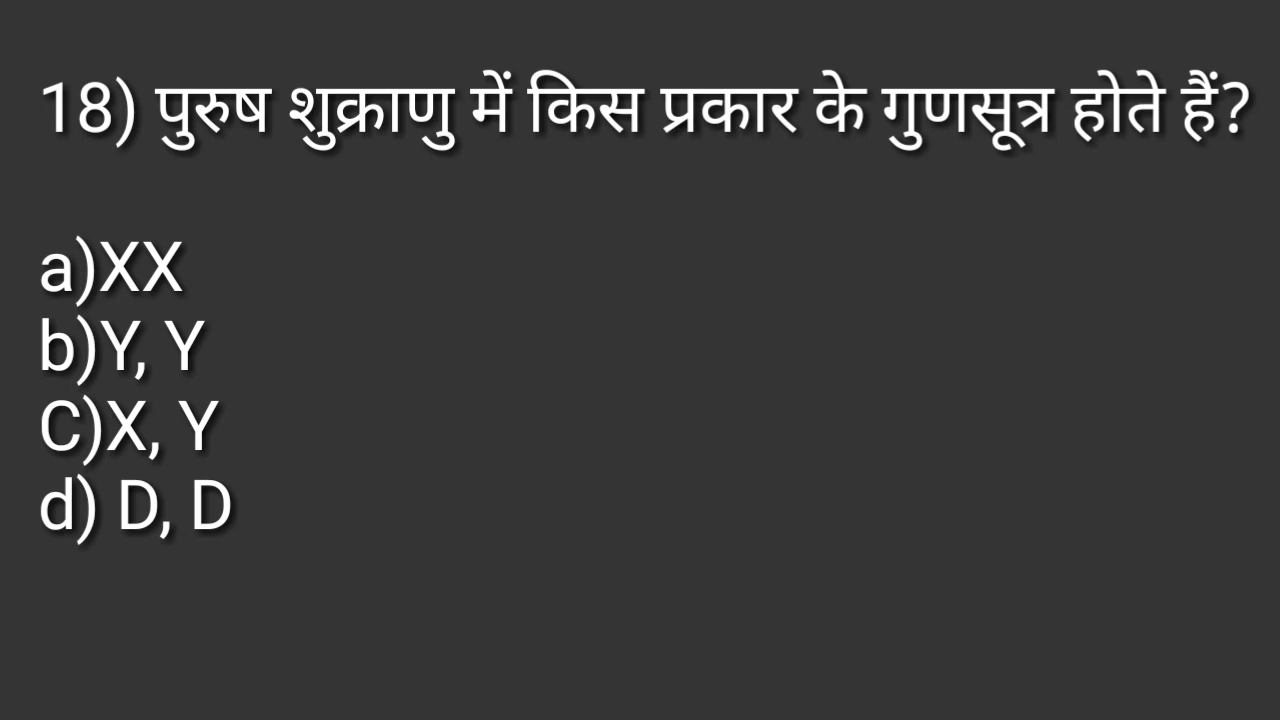 18) पुरुष शुक्राणु में किस प्रकार के गुणसूत्र होते हैं?
a)XX
b)Y, Y
C)X, Y
d) D, D